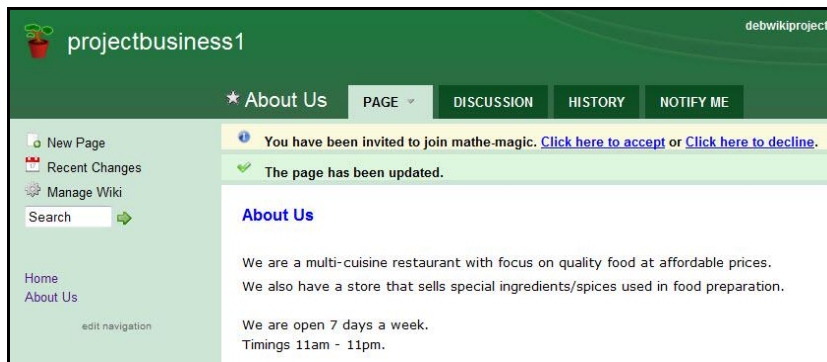 projectbusiness1
debwikiproject
About Us
PAGE
DISCUSSION
HISTORY
NOTIFY ME
New Page
Recent Changes
Manage Wiki
Search
Home
About Us
edit navigation
You have been invited to join mathe-magic. Click here to accept or Click here to decline.
The page has been updated.
About Us
We are a multi-cuisine restaurant with focus on quality food at affordable prices.
We also have a store that sells special ingredients/spices used in food preparation.
We are open 7 days a week.
Timings 11am - 11pm.